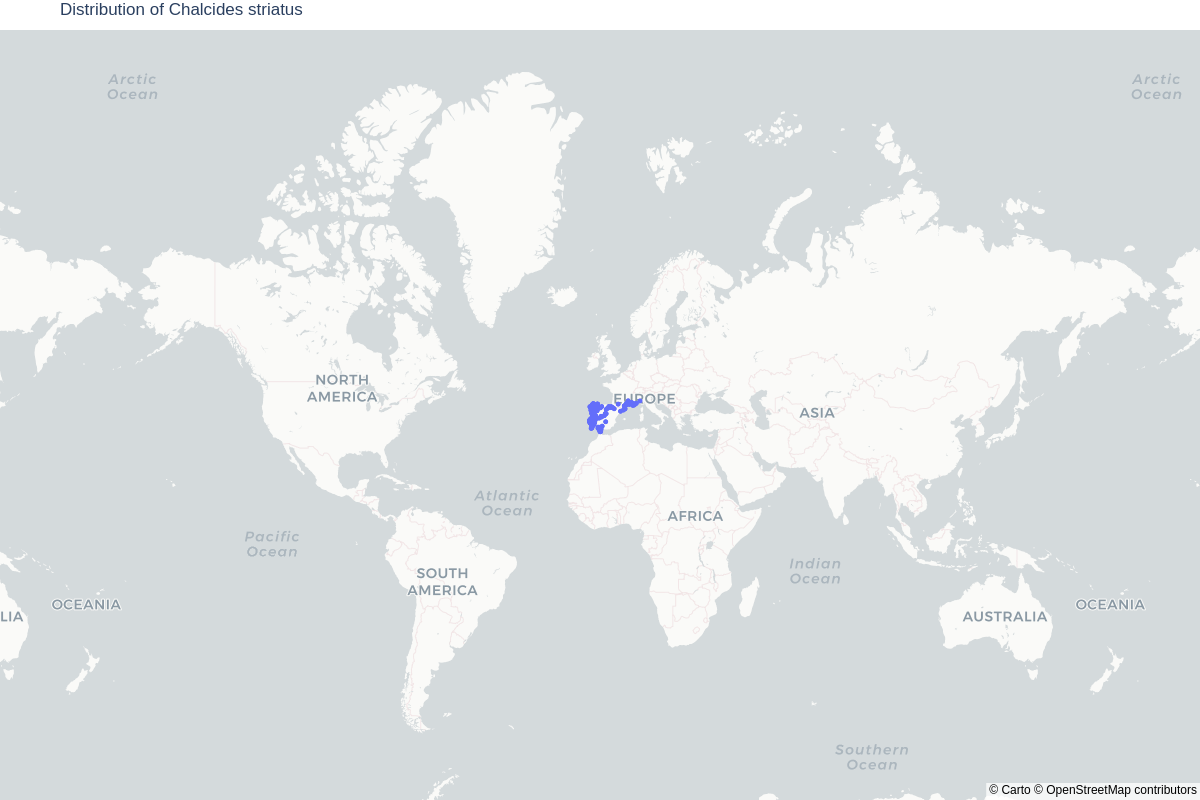 Distribution of Chalcides striatus
Arctic
Ocean
Arctic
Ocean
NORTH
AMERICA
EUROPE
ASIA
Atlantic
Ocean
AFRICA
Pacific
Ocean
Indian
Ocean
SOUTH
AMERICA
OCEANIA
LIA
AUSTRALIA
OCEANIA
Southern
Ocean
© Carto © OpenStreetMap contributors